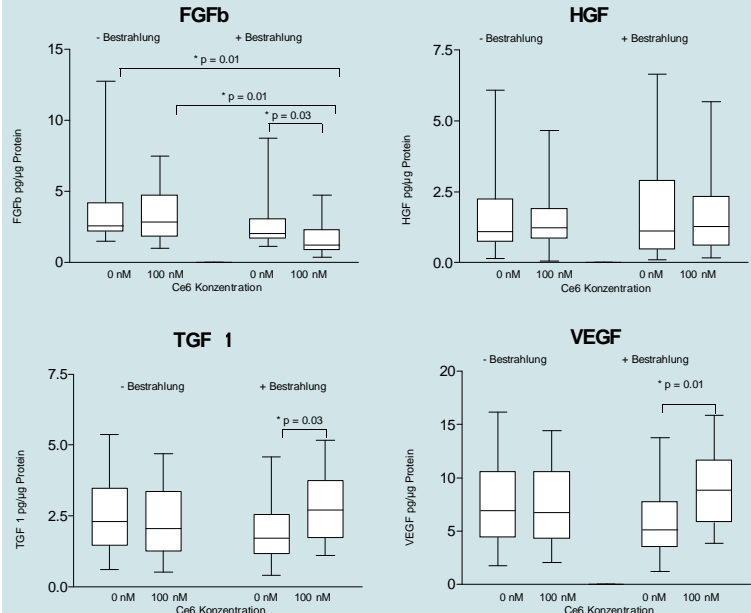 FGFb
- Bestrahlung + Bestrahlung
* p = 0.01
* p = 0.01
* p = 0.03
15
10
5
0
FGFb pg/µg Protein
0 nM 100 nM 0 nM 100 nM
Ce6 Konzentration
HGF
- Bestrahlung + Bestrahlung
7.5
5.0
2.5
0.0
HGF pg/µg Protein
0 nM 100 nM 0 nM 100 nM
Ce6 Konzentration
TGF 1
- Bestrahlung + Bestrahlung
* p = 0.03
7.5
5.0
2.5
0.0
TGF 1 pg/µg Protein
0 nM 100 nM 0 nM 100 nM
Ce6 Konzentration
VEGF
- Bestrahlung + Bestrahlung
* p = 0.01
20
15
10
5
0
VEGF pg/µg Protein
0 nM 100 nM 0 nM 100 nM
Ce6 Konzentration